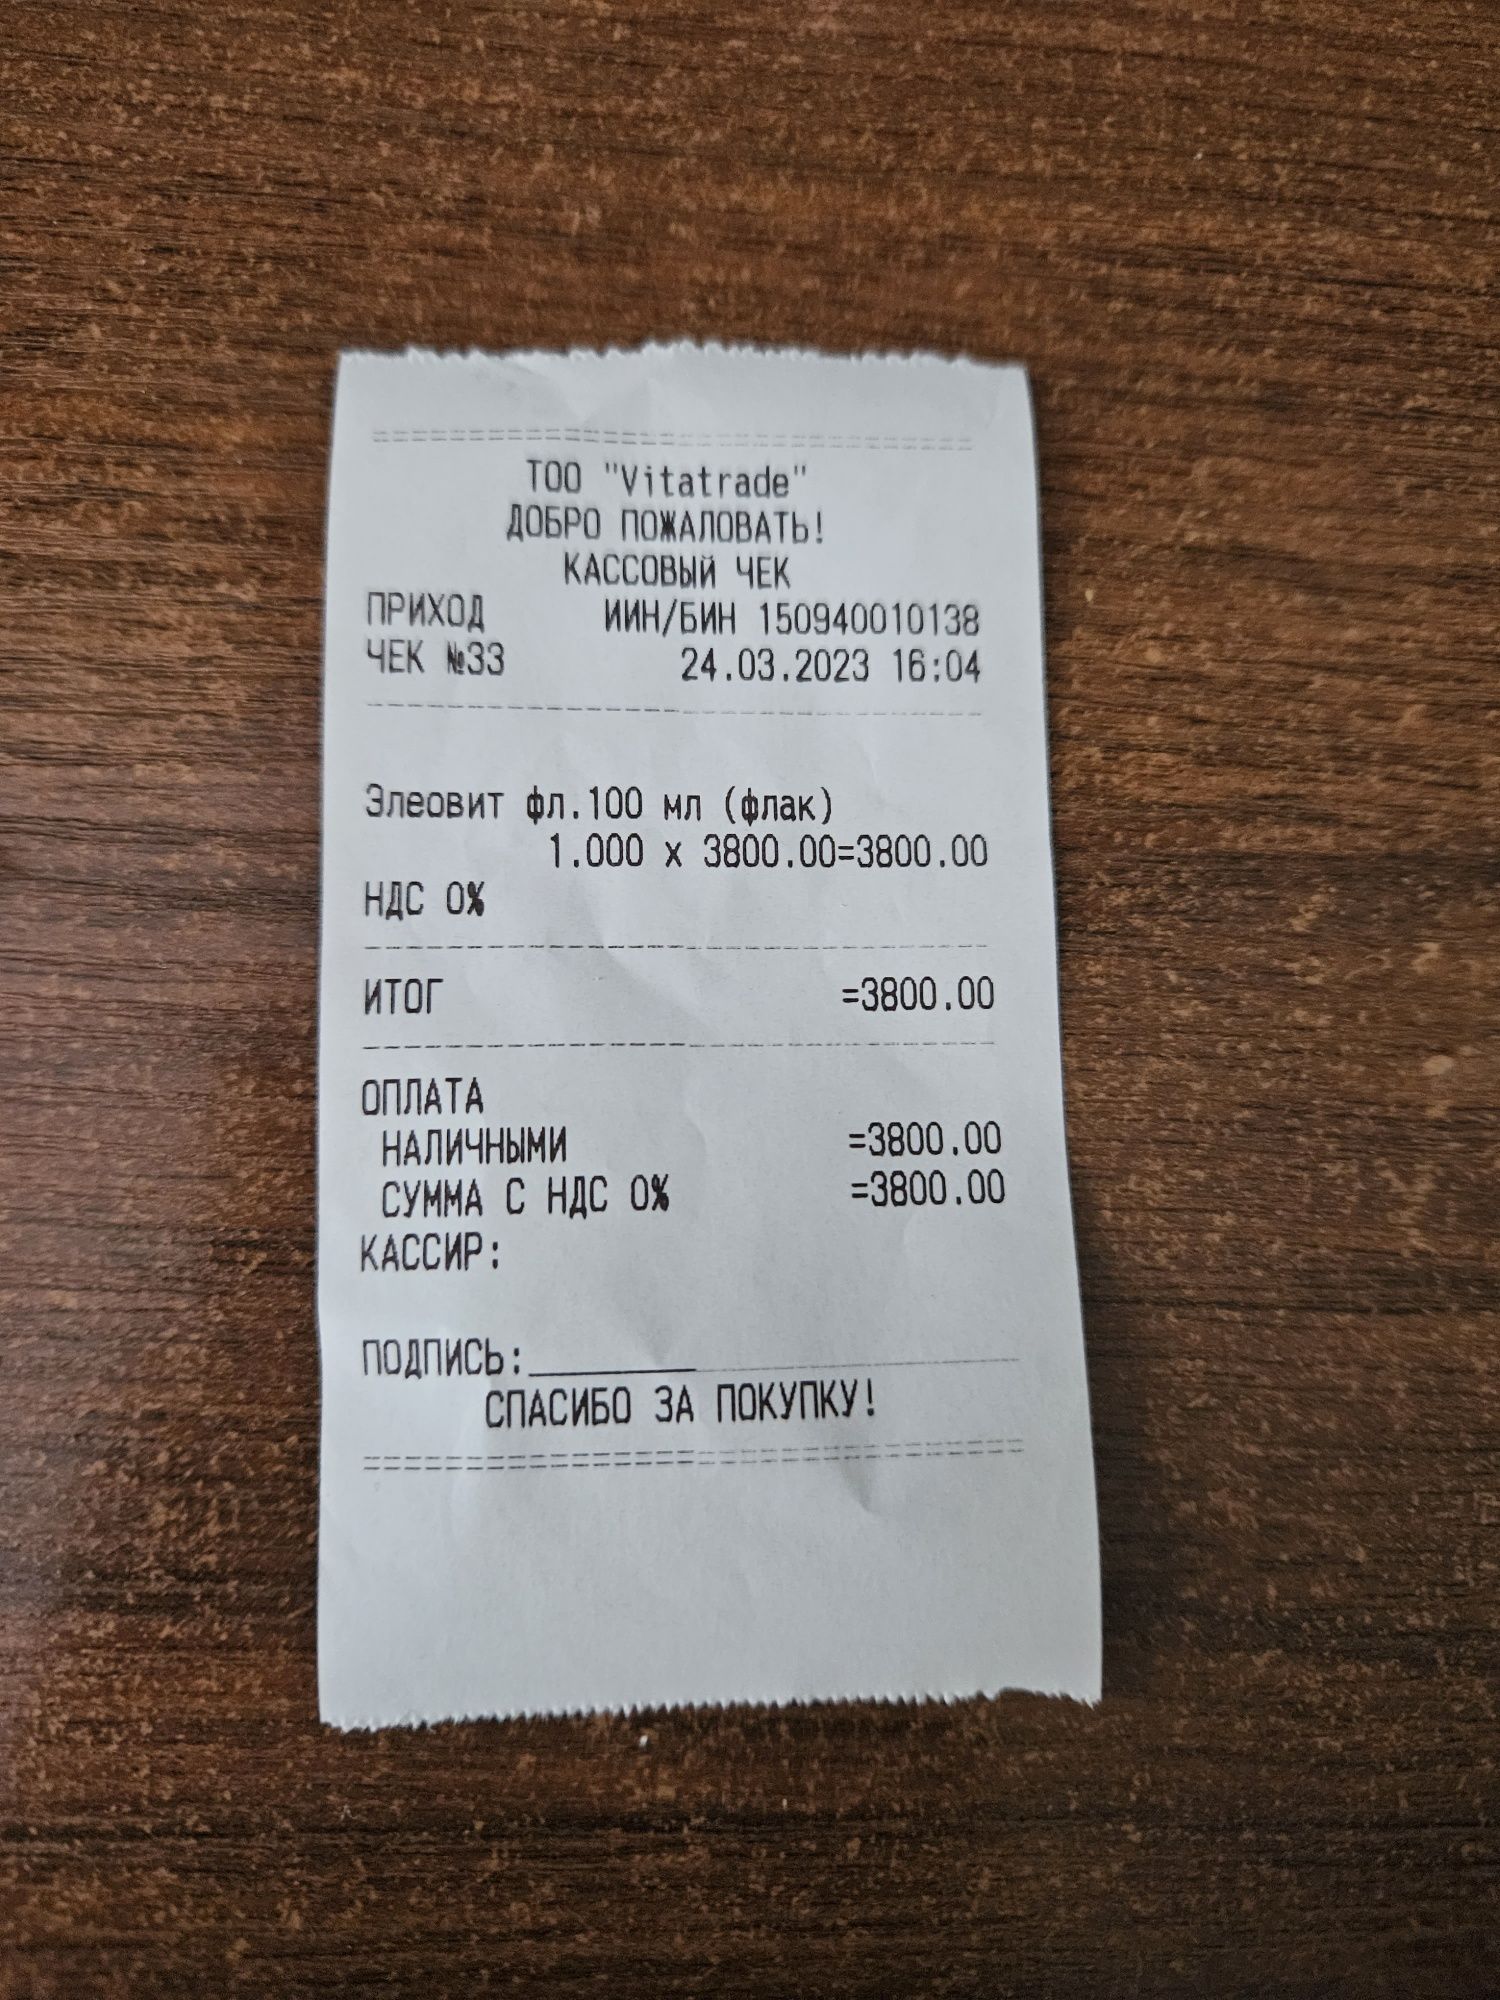 ТОО "Vitatrade"
ДОБРО ПОЖАЛОВАТЬ!
КАССОВЫЙ ЧЕК
ПРИХОД ИИН/БИН 150940010138
ЧЕК №33 24.03.2023 16:04
Элеовит фл.100 мл (флак)
1.000 x 3800.00=3800.00
НДС 0%
ИТОГ =3800.00
ОПЛАТА
НАЛИЧНЫМИ =3800.00
СУММА С НДС 0% =3800.00
КАССИР:
ПОДПИСЬ:
СПАСИБО ЗА ПОКУПКУ!